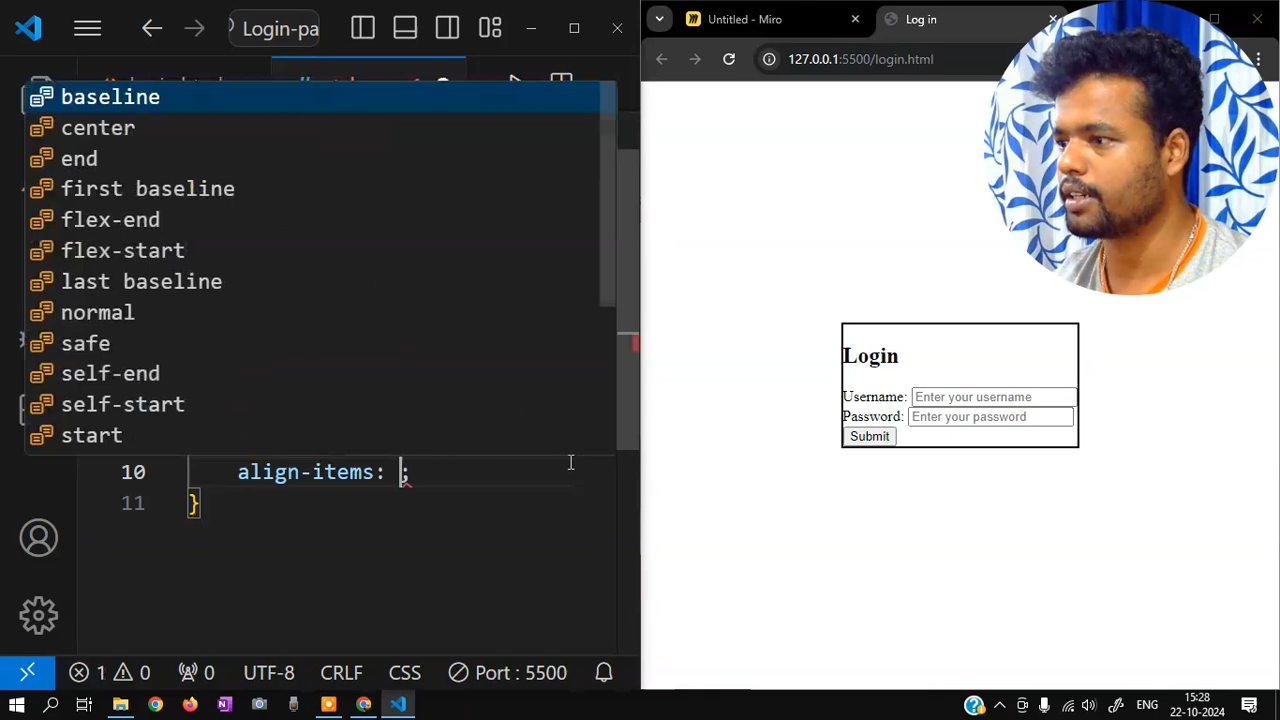 Login-pa
baseline
center
end
first baseline
flex-end
flex-start
last baseline
normal
safe
self-end
self-start
start
10 align-items: ;
11 }
1 0 0 UTF-8 CRLF CSS Port : 5500
Untitled - Miro
Log in
127.0.0.1:5500/login.html
Login
Username: Enter your username
Password: Enter your password
Submit
ENG
15:28
22-10-2024